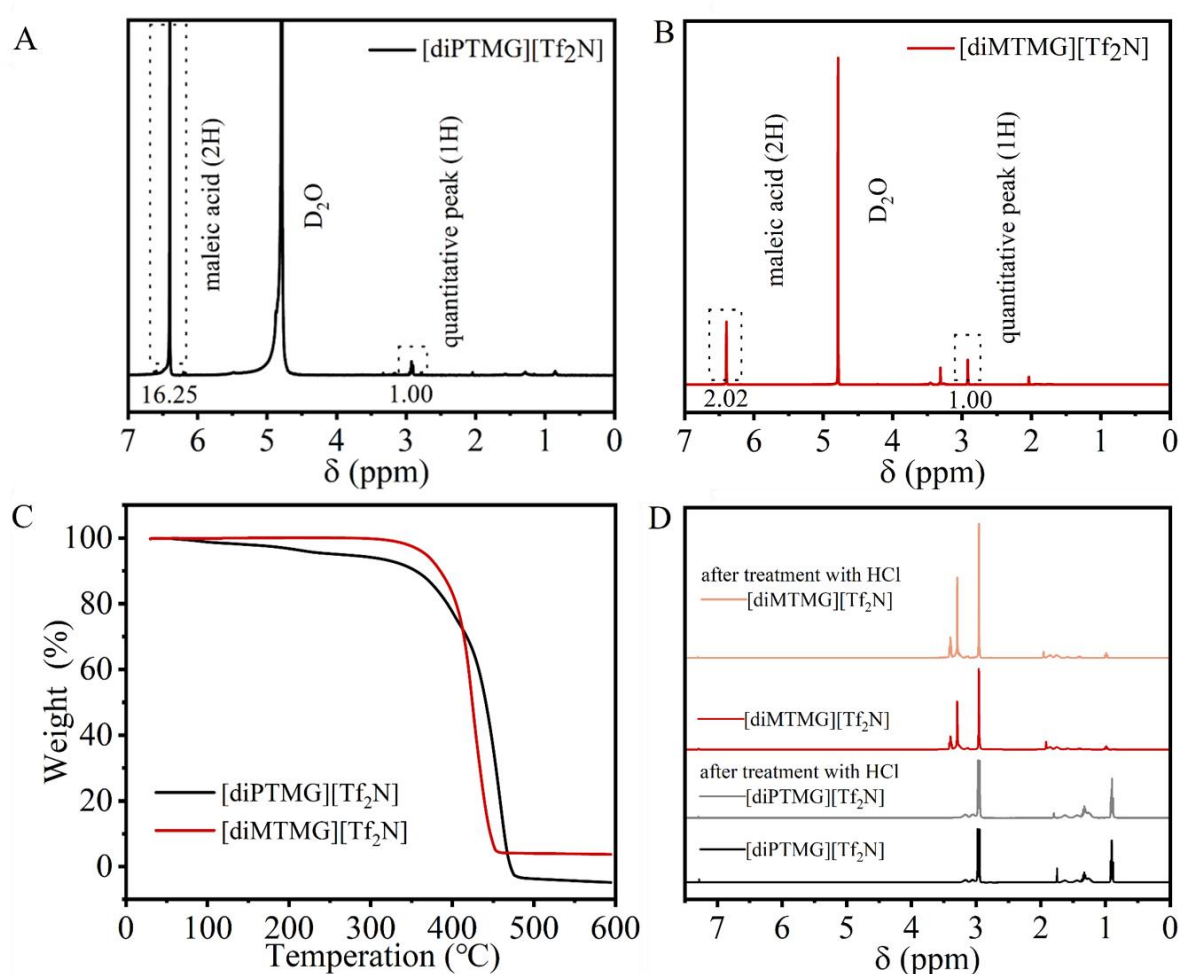 A
[diPTMG][Tf₂N]
maleic acid (2H)
D₂O
quantitative peak (1H)
16.25
1.00
7 6 5 4 3 2 1 0
δ (ppm)
B
[diMTMG][Tf₂N]
maleic acid (2H)
D₂O
quantitative peak (1H)
2.02
1.00
7 6 5 4 3 2 1 0
δ (ppm)
C
100
80
60
40
20
0
Weight (%)
[diPTMG][Tf₂N]
[diMTMG][Tf₂N]
0 100 200 300 400 500 600
Temperation (℃)
D
after treatment with HCl
[diMTMG][Tf₂N]
[diMTMG][Tf₂N]
after treatment with HCl
[diPTMG][Tf₂N]
[diPTMG][Tf₂N]
7 6 5 4 3 2 1 0
δ (ppm)